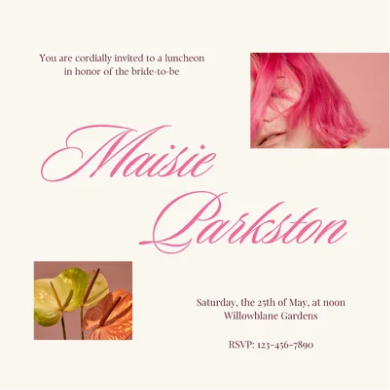 You are cordially invited to a luncheon
in honor of the bride-to-be
Maisie
Parkston
Saturday, the 25th of May, at noon
Willowblane Gardens
RSVP: 123-456-7890